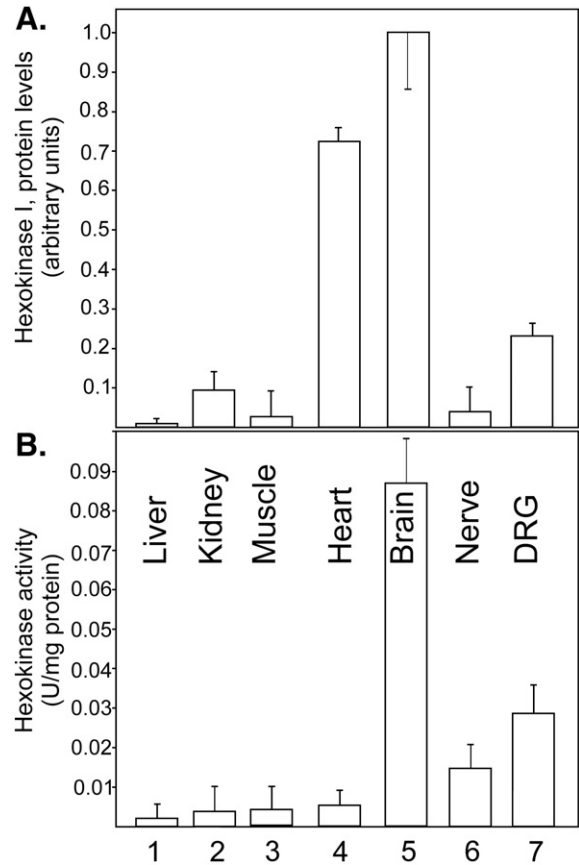 A.
Hexokinase I, protein levels
(arbitrary units)
1.0
0.9
0.8
0.7
0.6
0.5
0.4
0.3
0.2
0.1
B.
Hexokinase activity
(U/mg protein)
0.09
0.08
0.07
0.06
0.05
0.04
0.03
0.02
0.01
Liver
Kidney
Muscle
Heart
Brain
Nerve
DRG
1 2 3 4 5 6 7